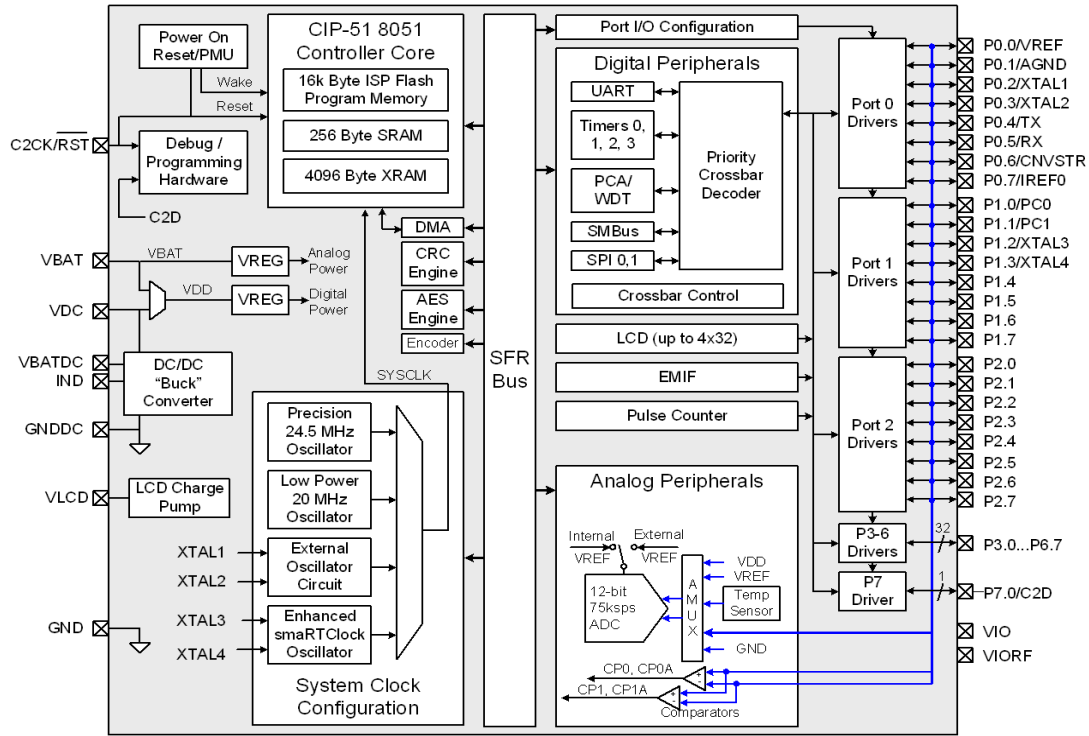 Power On
Reset/PMU
Wake
Reset
C2CK/RST
Debug /
Programming
Hardware
C2D
CIP-51 8051
Controller Core
16k Byte ISP Flash
Program Memory
256 Byte SRAM
4096 Byte XRAM
DMA
CRC
Engine
AES
Engine
Encoder
VBAT
VBAT
VREG
Analog
Power
VDD
VREG
Digital
Power
VDC
VBATDC
IND
DC/DC
“Buck”
Converter
GNDDC
VLCD
LCD Charge
Pump
SYSCLK
Precision
24.5 MHz
Oscillator
Low Power
20 MHz
Oscillator
XTAL1
XTAL2
External
Oscillator
Circuit
XTAL3
XTAL4
Enhanced
smaRTClock
Oscillator
GND
System Clock
Configuration
SFR
Bus
Port I/O Configuration
Digital Peripherals
UART
Timers 0,
1, 2, 3
PCA/
WDT
SMBus
SPI 0,1
Priority
Crossbar
Decoder
Crossbar Control
LCD (up to 4x32)
EMIF
Pulse Counter
Analog Peripherals
Internal
VREF
External
VREF
12-bit
75ksps
ADC
A
M
U
X
VDD
VREF
Temp
Sensor
GND
CP0, CP0A
CP1, CP1A
+
-
+
-
Comparators
Port 0
Drivers
Port 1
Drivers
Port 2
Drivers
P3-6
Drivers
P7
Driver
32
1
P0.0/VREF
P0.1/AGND
P0.2/XTAL1
P0.3/XTAL2
P0.4/TX
P0.5/RX
P0.6/CNVSTR
P0.7/IREF0
P1.0/PC0
P1.1/PC1
P1.2/XTAL3
P1.3/XTAL4
P1.4
P1.5
P1.6
P1.7
P2.0
P2.1
P2.2
P2.3
P2.4
P2.5
P2.6
P2.7
P3.0...P6.7
P7.0/C2D
VIO
VIORF